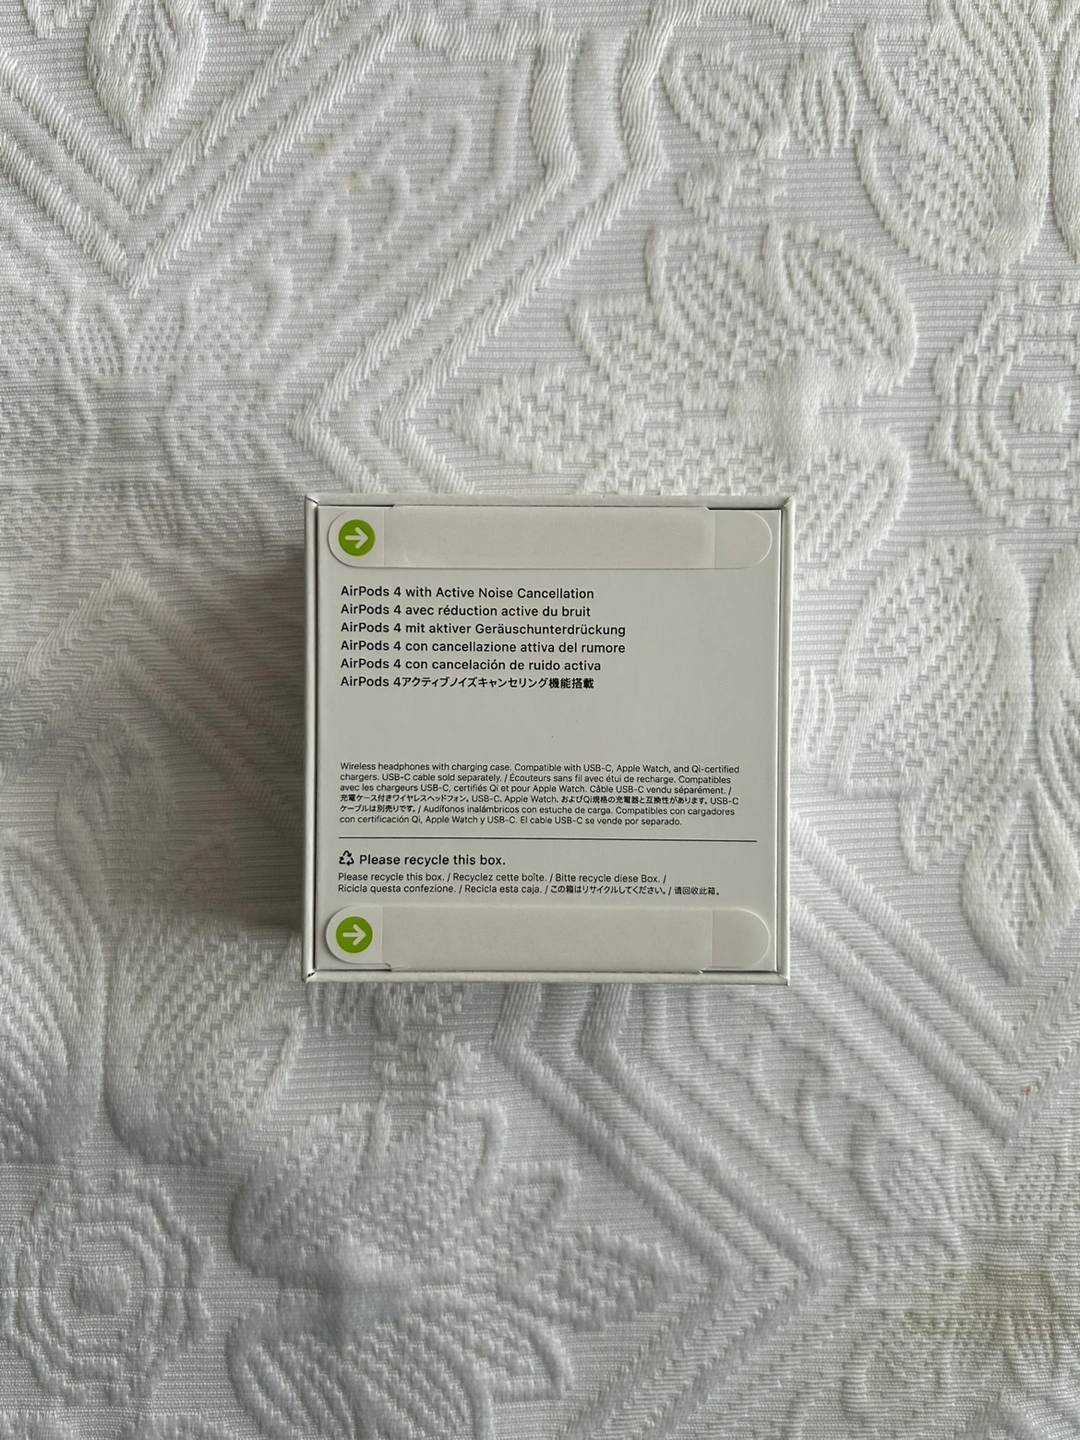 AirPods 4 with Active Noise Cancellation
AirPods 4 avec réduction active du bruit
AirPods 4 mit aktiver Geräuschunterdrückung
AirPods 4 con cancellazione attiva del rumore
AirPods 4 con cancelación de ruido activa
AirPods 4アクティブノイズキャンセリング機能搭載
Wireless headphones with charging case. Compatible with USB-C, Apple Watch, and Qi-certified
chargers. USB-C cable sold separately. / Écouteurs sans fil avec étui de recharge. Compatibles
avec les chargeurs USB-C, certifiés Qi et pour Apple Watch. Câble USB-C vendu séparément. /
充電ケース付きワイヤレスヘッドフォン。USB-C、Apple Watch、およびQi規格の充電器と互換性があります。USB-C
ケーブルは別売りです。/ Audífonos inalámbricos con estuche de carga. Compatibles con cargadores
con certificación Qi, Apple Watch y USB-C. El cable USB-C se vende por separado.
Please recycle this box.
Please recycle this box. / Recyclez cette boîte. / Bitte recycle diese Box. /
Ricicla questa confezione. / Recicla esta caja. / この箱はリサイクルしてください。/ 请回收此箱。